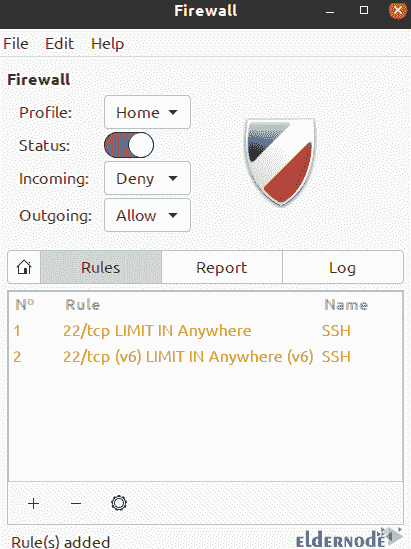 Firewall
File Edit Help
Firewall
Profile: Home
Status:
Incoming: Deny
Outgoing: Allow
Rules Report Log
Nº Rule Name
1 22/tcp LIMIT IN Anywhere SSH
2 22/tcp (v6) LIMIT IN Anywhere (v6) SSH
Rule(s) added
eldernode